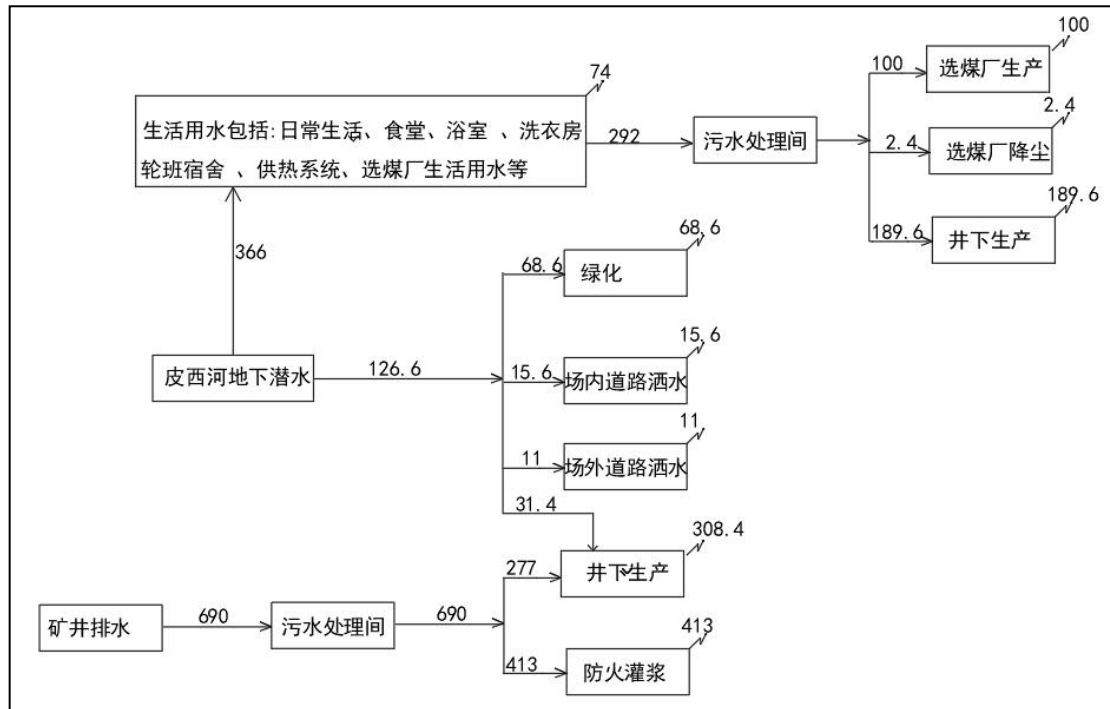 100
100
选煤厂生产
74
2.4
生活用水包括:日常生活、食堂、浴室 、洗衣房
292
污水处理间
2.4
选煤厂降尘
轮班宿舍 、供热系统、选煤厂生活用水等
189.6
189.6
井下生产
366
68.6
68.6
绿化
15.6
皮西河地下潜水
126.6
15.6
场内道路洒水
11
11
场外道路洒水
31.4
308.4
277
井下生产
矿井排水
690
污水处理间
690
413
413
防火灌浆